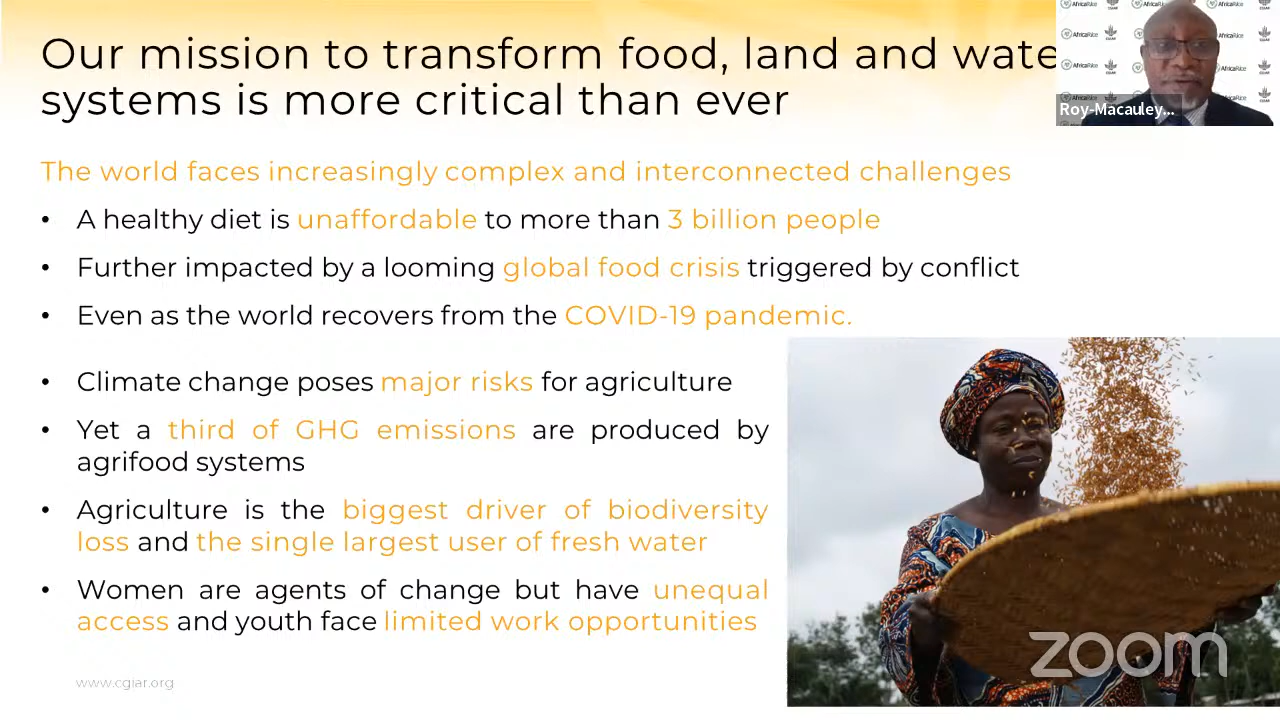 Our mission to transform food, land and wate
systems is more critical than ever
AfricaRice
CGIAR
Roy-Macauley...
The world faces increasingly complex and interconnected challenges
• A healthy diet is unaffordable to more than 3 billion people
• Further impacted by a looming global food crisis triggered by conflict
• Even as the world recovers from the COVID-19 pandemic.
• Climate change poses major risks for agriculture
• Yet a third of GHG emissions are produced by
agrifood systems
• Agriculture is the biggest driver of biodiversity
loss and the single largest user of fresh water
• Women are agents of change but have unequal
access and youth face limited work opportunities
www.cgiar.org
zoom